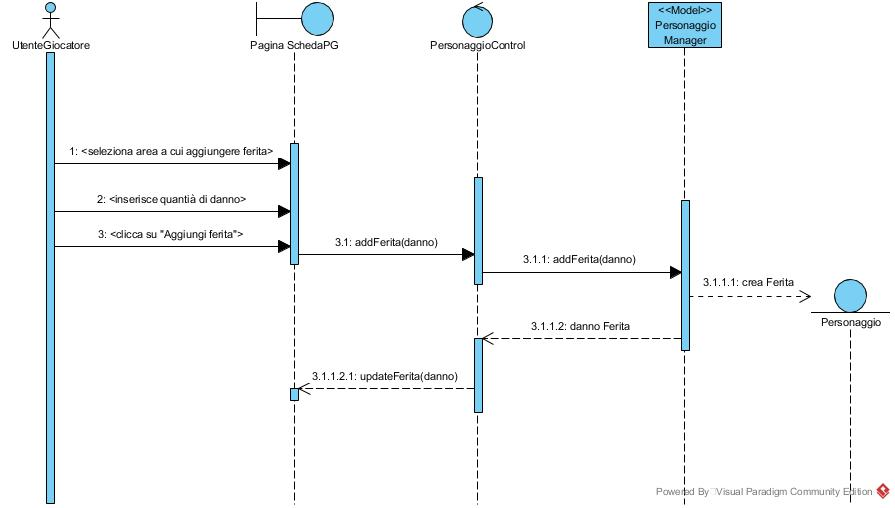 <<Model>>
Personaggio
Manager
UtenteGiocatore
Pagina SchedaPG
PersonaggioControl
1: <seleziona area a cui aggiungere ferita>
2: <inserisce quantià di danno>
3: <clicca su "Aggiungi ferita">
3.1: addFerita(danno)
3.1.1: addFerita(danno)
3.1.1.1: crea Ferita
Personaggio
3.1.1.2: danno Ferita
3.1.1.2.1: updateFerita(danno)
Powered By Visual Paradigm Community Edition